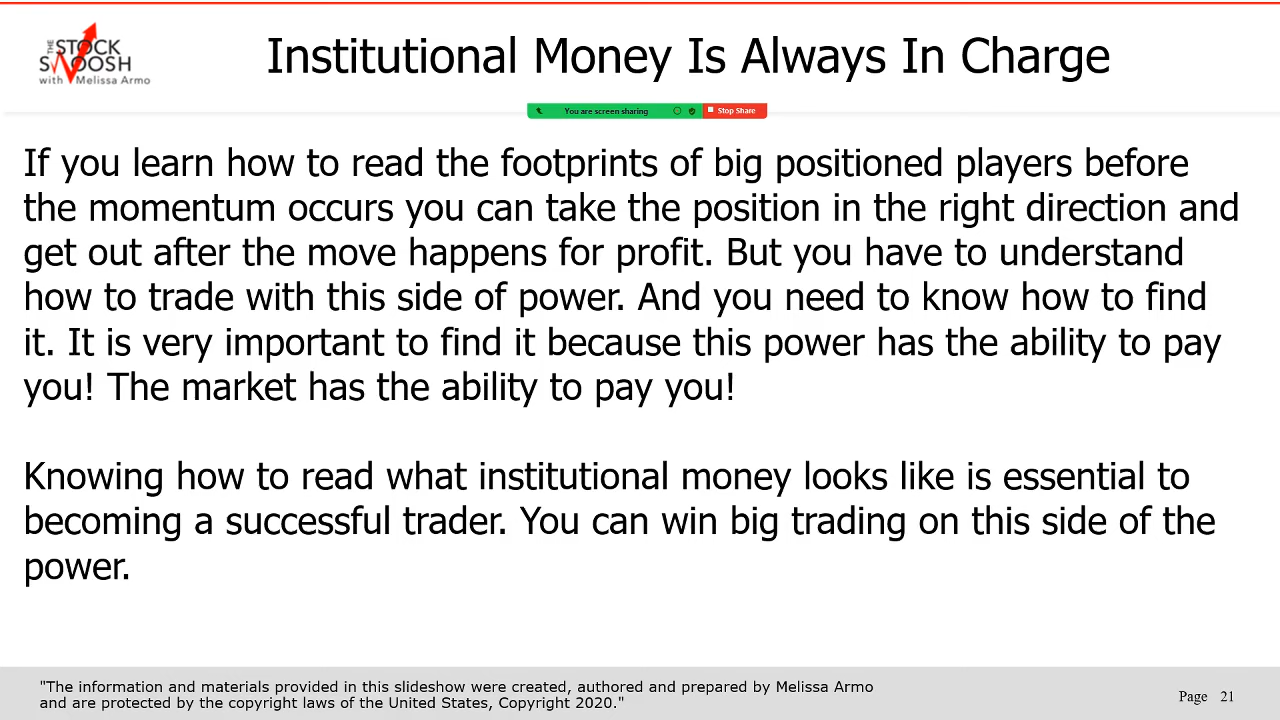 THE
STOCK
SWOOSH
with Melissa Armo
Institutional Money Is Always In Charge
You are screen sharing
Stop Share
If you learn how to read the footprints of big positioned players before
the momentum occurs you can take the position in the right direction and
get out after the move happens for profit. But you have to understand
how to trade with this side of power. And you need to know how to find
it. It is very important to find it because this power has the ability to pay
you! The market has the ability to pay you!
Knowing how to read what institutional money looks like is essential to
becoming a successful trader. You can win big trading on this side of the
power.
"The information and materials provided in this slideshow were created, authored and prepared by Melissa Armo
and are protected by the copyright laws of the United States, Copyright 2020."
Page 21